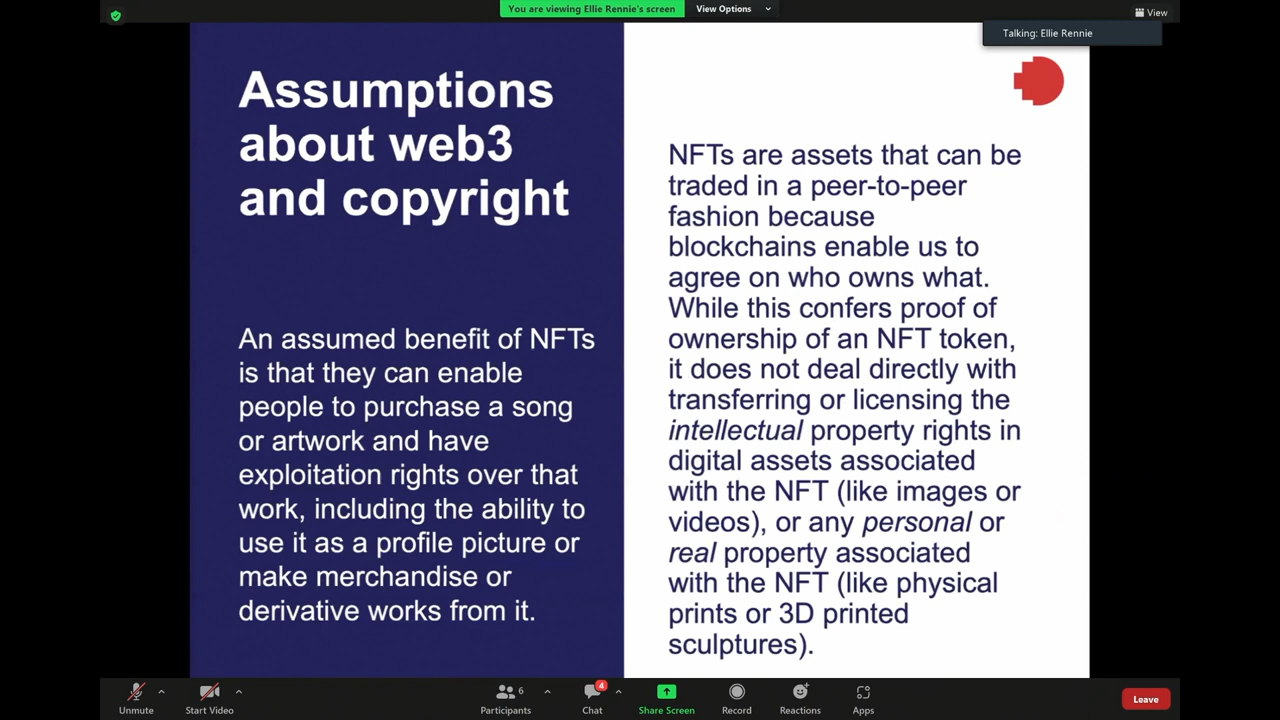 You are viewing Ellie Rennie's screen
View Options
View
Talking: Ellie Rennie
Assumptions
about web3
and copyright
An assumed benefit of NFTs
is that they can enable
people to purchase a song
or artwork and have
exploitation rights over that
work, including the ability to
use it as a profile picture or
make merchandise or
derivative works from it.
NFTs are assets that can be
traded in a peer-to-peer
fashion because
blockchains enable us to
agree on who owns what.
While this confers proof of
ownership of an NFT token,
it does not deal directly with
transferring or licensing the
intellectual property rights in
digital assets associated
with the NFT (like images or
videos), or any personal or
real property associated
with the NFT (like physical
prints or 3D printed
sculptures).
Unmute
Start Video
6
Participants
4
Chat
Share Screen
Record
Reactions
Apps
Leave